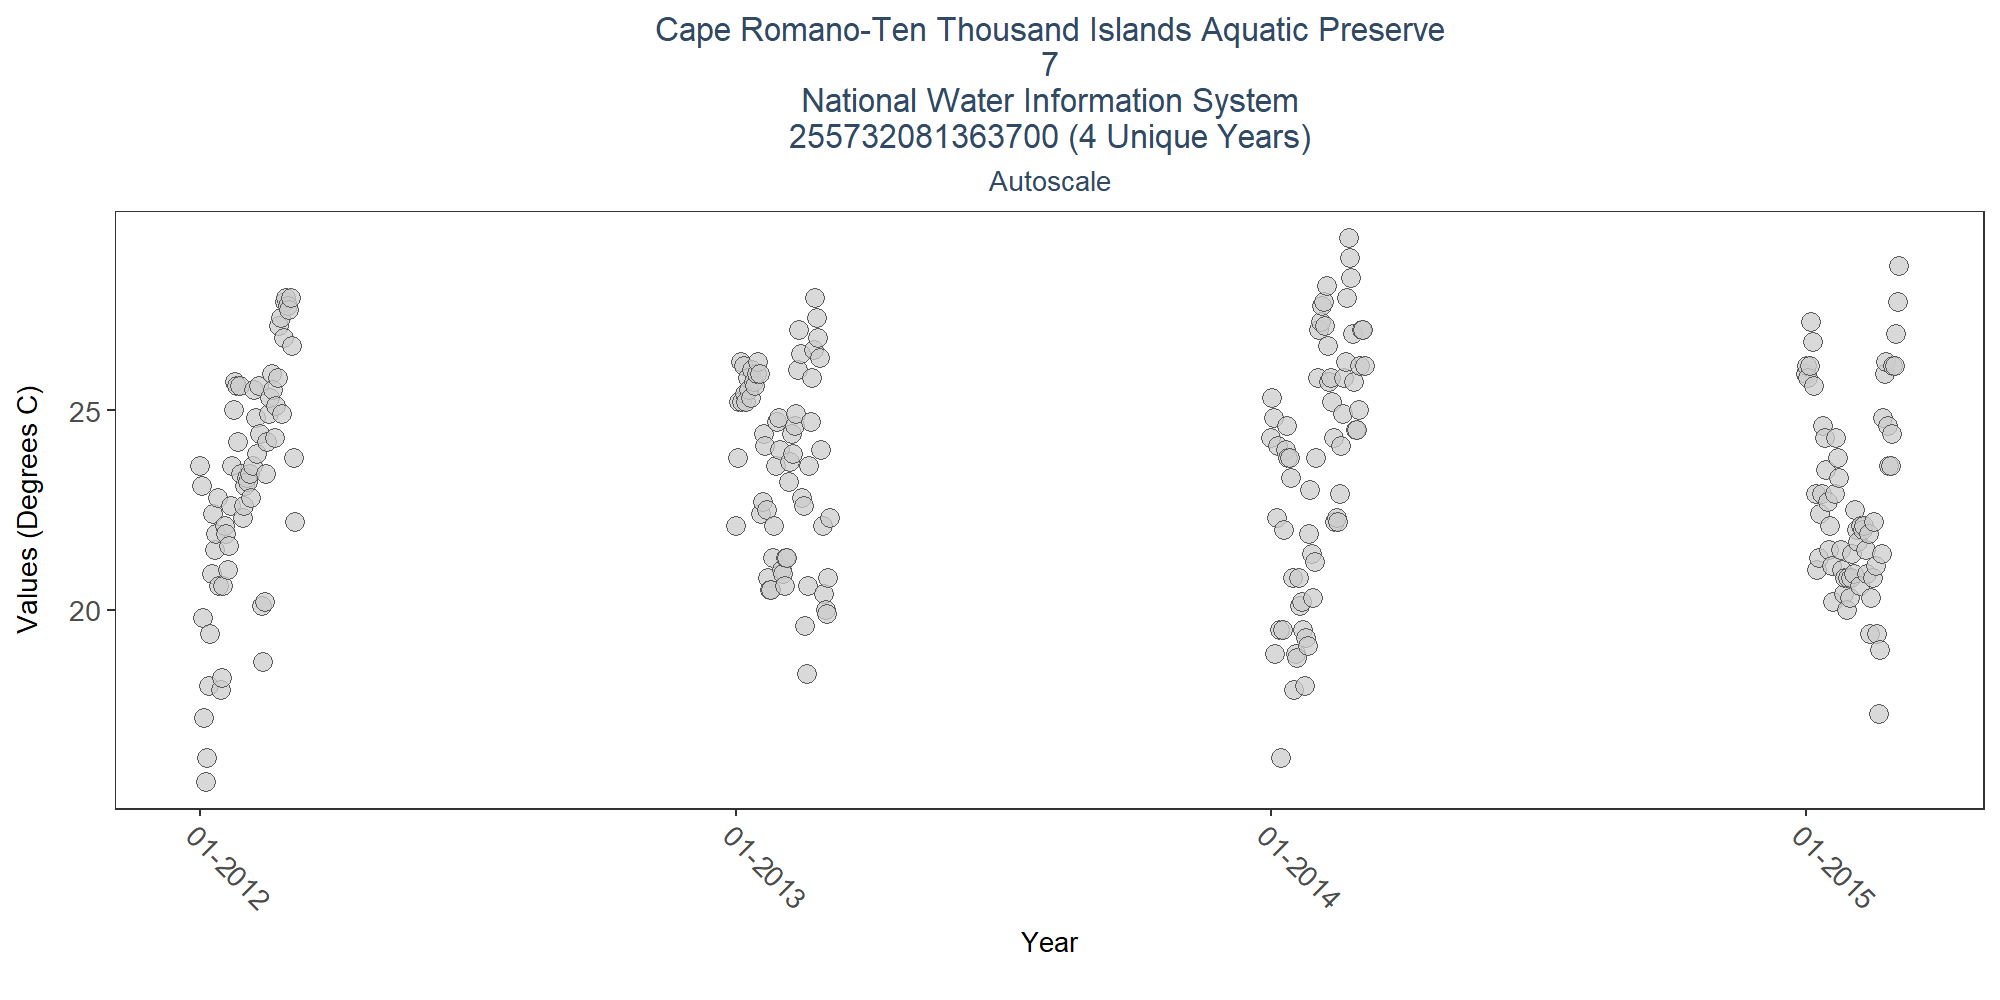 Cape Romano-Ten Thousand Islands Aquatic Preserve
7
National Water Information System
255732081363700 (4 Unique Years)
Autoscale
Values (Degrees C)
25
20
01-2012
01-2013
01-2014
01-2015
Year